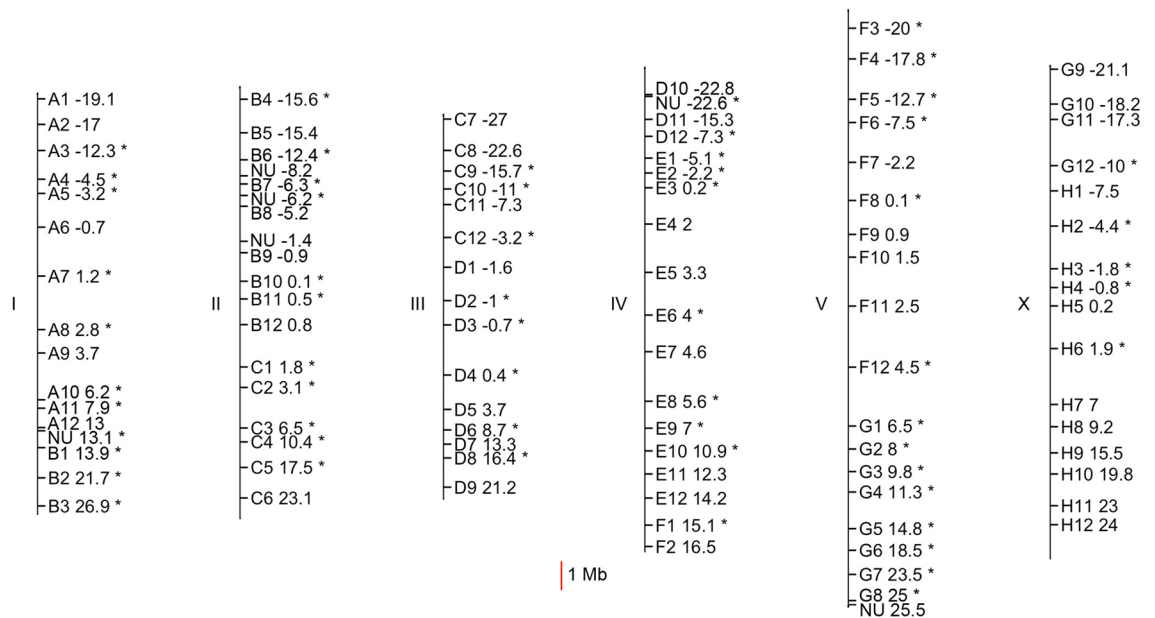 I
A1 -19.1
A2 -17
A3 -12.3 *
A4 -4.5 *
A5 -3.2 *
A6 -0.7
A7 1.2 *
A8 2.8 *
A9 3.7
A10 6.2 *
A11 7.9 *
A12 13
NU 13.1 *
B1 13.9 *
B2 21.7 *
B3 26.9 *
II
B4 -15.6 *
B5 -15.4
B6 -12.4 *
NU -8.2
B7 -6.3 *
NU -6.2 *
B8 -5.2
NU -1.4
B9 -0.9
B10 0.1 *
B11 0.5 *
B12 0.8
C1 1.8 *
C2 3.1 *
C3 6.5 *
C4 10.4 *
C5 17.5 *
C6 23.1
III
C7 -27
C8 -22.6
C9 -15.7 *
C10 -11 *
C11 -7.3
C12 -3.2 *
D1 -1.6
D2 -1 *
D3 -0.7 *
D4 0.4 *
D5 3.7
D6 8.7 *
D7 13.3
D8 16.4 *
D9 21.2
IV
D10 -22.8
NU -22.6 *
D11 -15.3
D12 -7.3 *
E1 -5.1 *
E2 -2.2 *
E3 0.2 *
E4 2
E5 3.3
E6 4 *
E7 4.6
E8 5.6 *
E9 7 *
E10 10.9 *
E11 12.3
E12 14.2
F1 15.1 *
F2 16.5
V
F3 -20 *
F4 -17.8 *
F5 -12.7 *
F6 -7.5 *
F7 -2.2
F8 0.1 *
F9 0.9
F10 1.5
F11 2.5
F12 4.5 *
G1 6.5 *
G2 8 *
G3 9.8 *
G4 11.3 *
G5 14.8 *
G6 18.5 *
G7 23.5 *
G8 25 *
NU 25.5
X
G9 -21.1
G10 -18.2
G11 -17.3
G12 -10 *
H1 -7.5
H2 -4.4 *
H3 -1.8 *
H4 -0.8 *
H5 0.2
H6 1.9 *
H7 7
H8 9.2
H9 15.5
H10 19.8
H11 23
H12 24
1 Mb